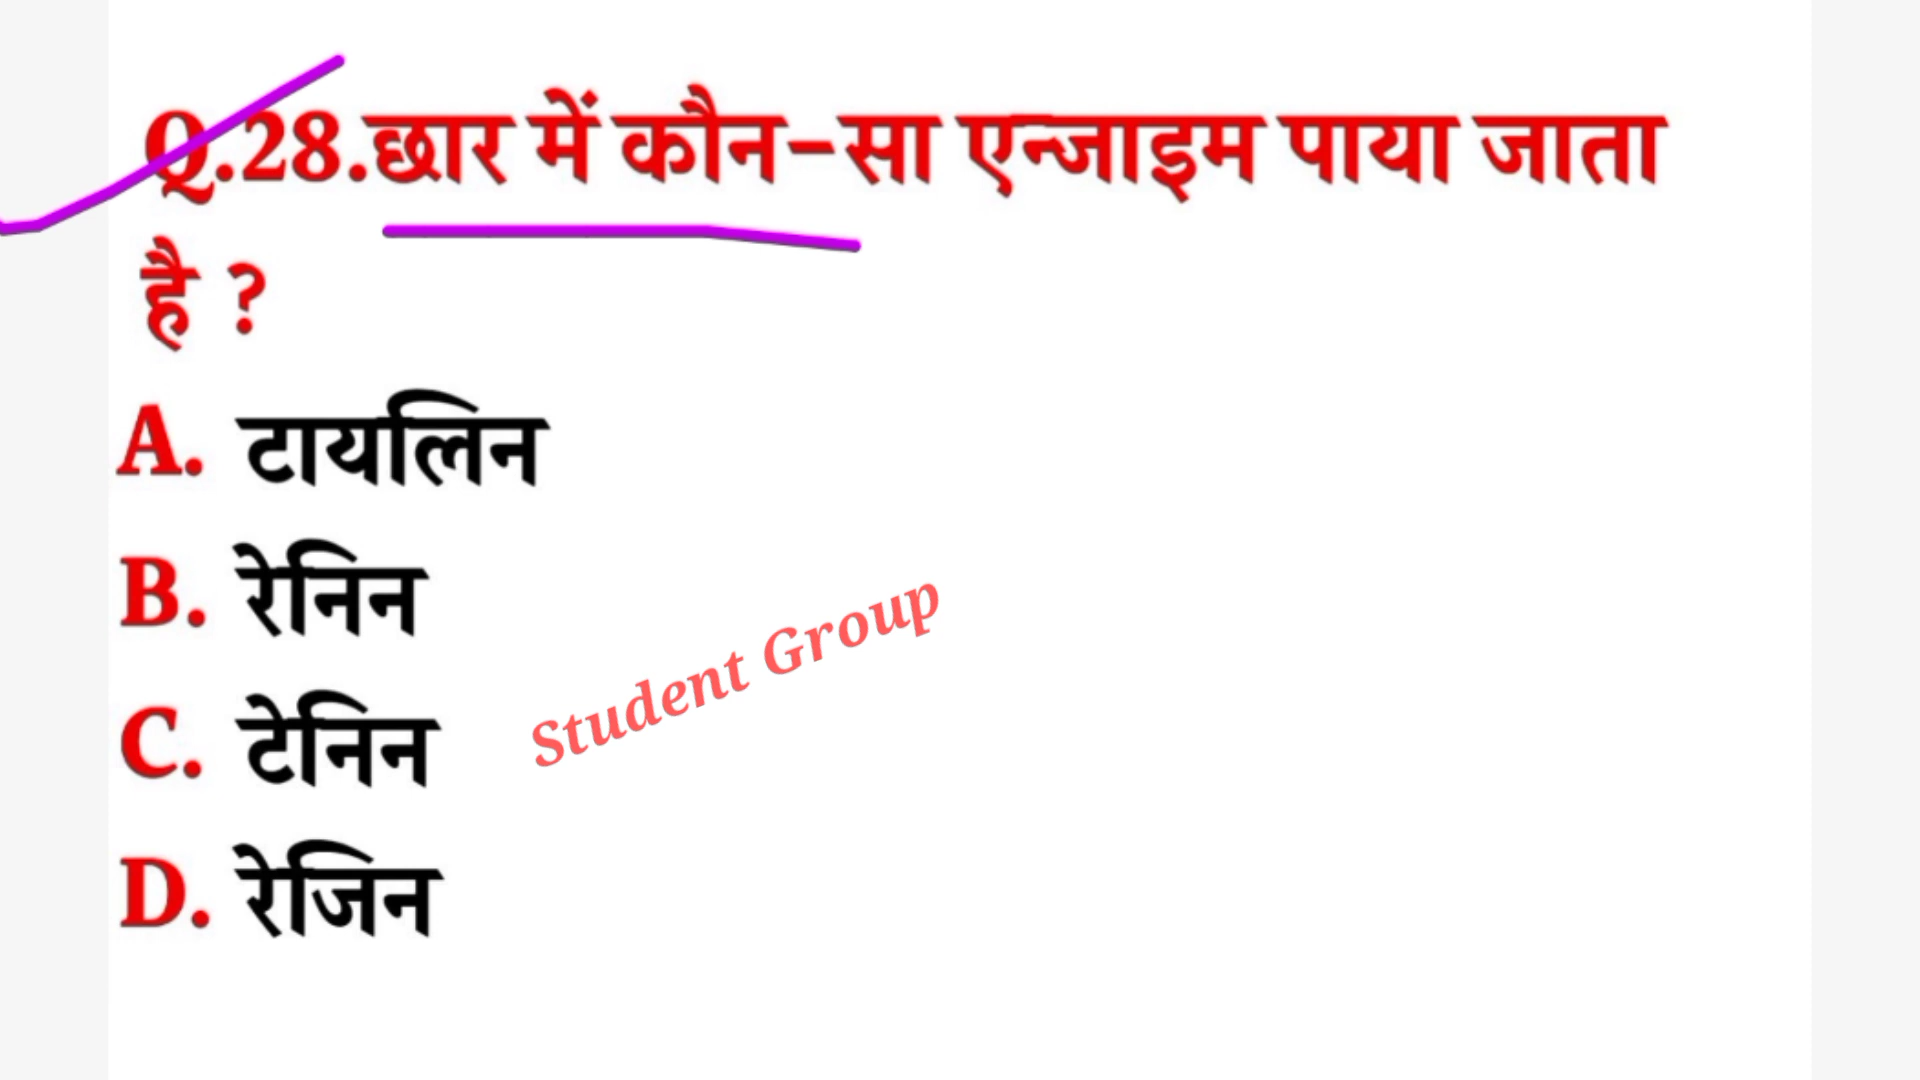 Q.28.छार में कौन-सा एन्जाइम पाया जाता
है ?
A. टायलिन
B. रेनिन
C. टेनिन
D. रेजिन
Student Group